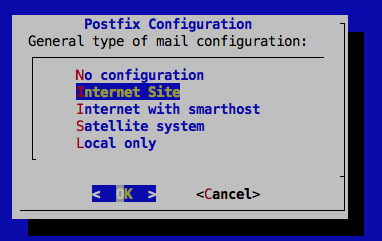 Postfix Configuration
General type of mail configuration:
No configuration
Internet Site
Internet with smarthost
Satellite system
Local only
< OK > <Cancel>